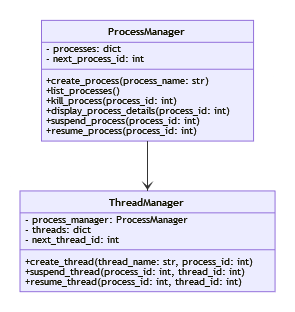 ProcessManager
- processes: dict
- next_process_id: int
+create_process(process_name: str)
+list_processes()
+kill_process(process_id: int)
+display_process_details(process_id: int)
+suspend_process(process_id: int)
+resume_process(process_id: int)
ThreadManager
- process_manager: ProcessManager
- threads: dict
- next_thread_id: int
+create_thread(thread_name: str, process_id: int)
+suspend_thread(process_id: int, thread_id: int)
+resume_thread(process_id: int, thread_id: int)